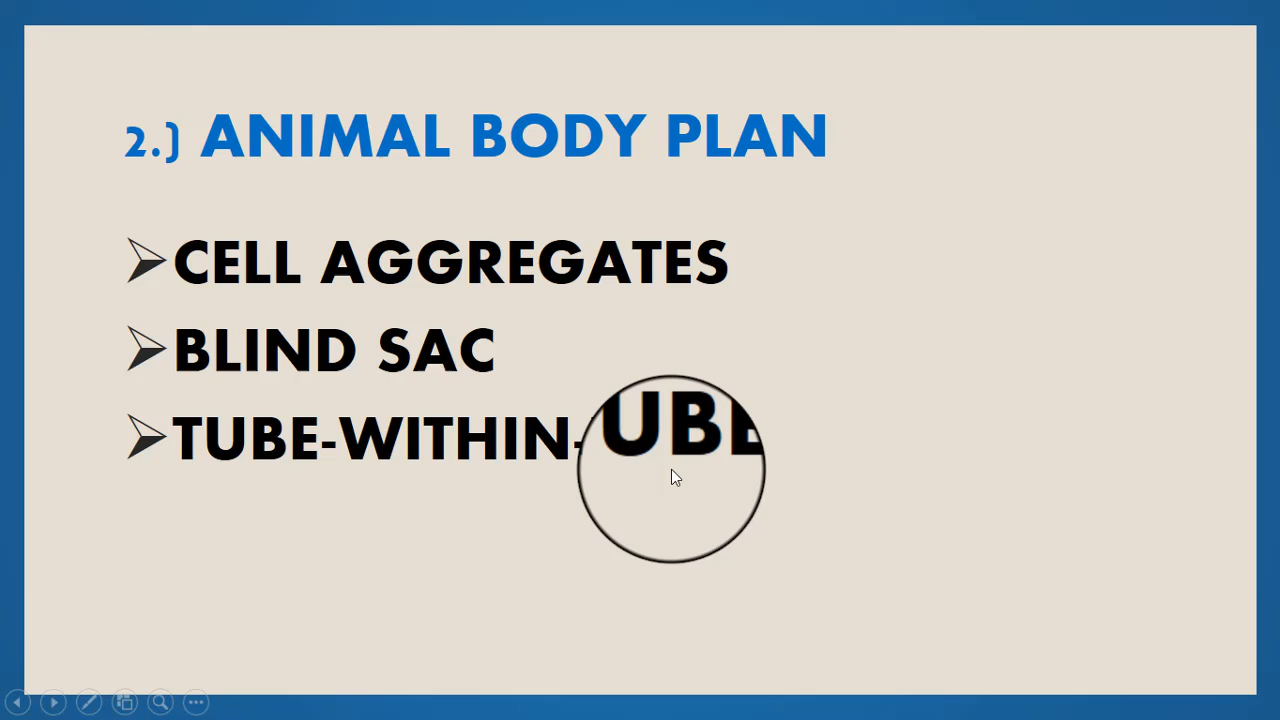 2.) ANIMAL BODY PLAN
CELL AGGREGATES
BLIND SAC
TUBE-WITHIN-UBE